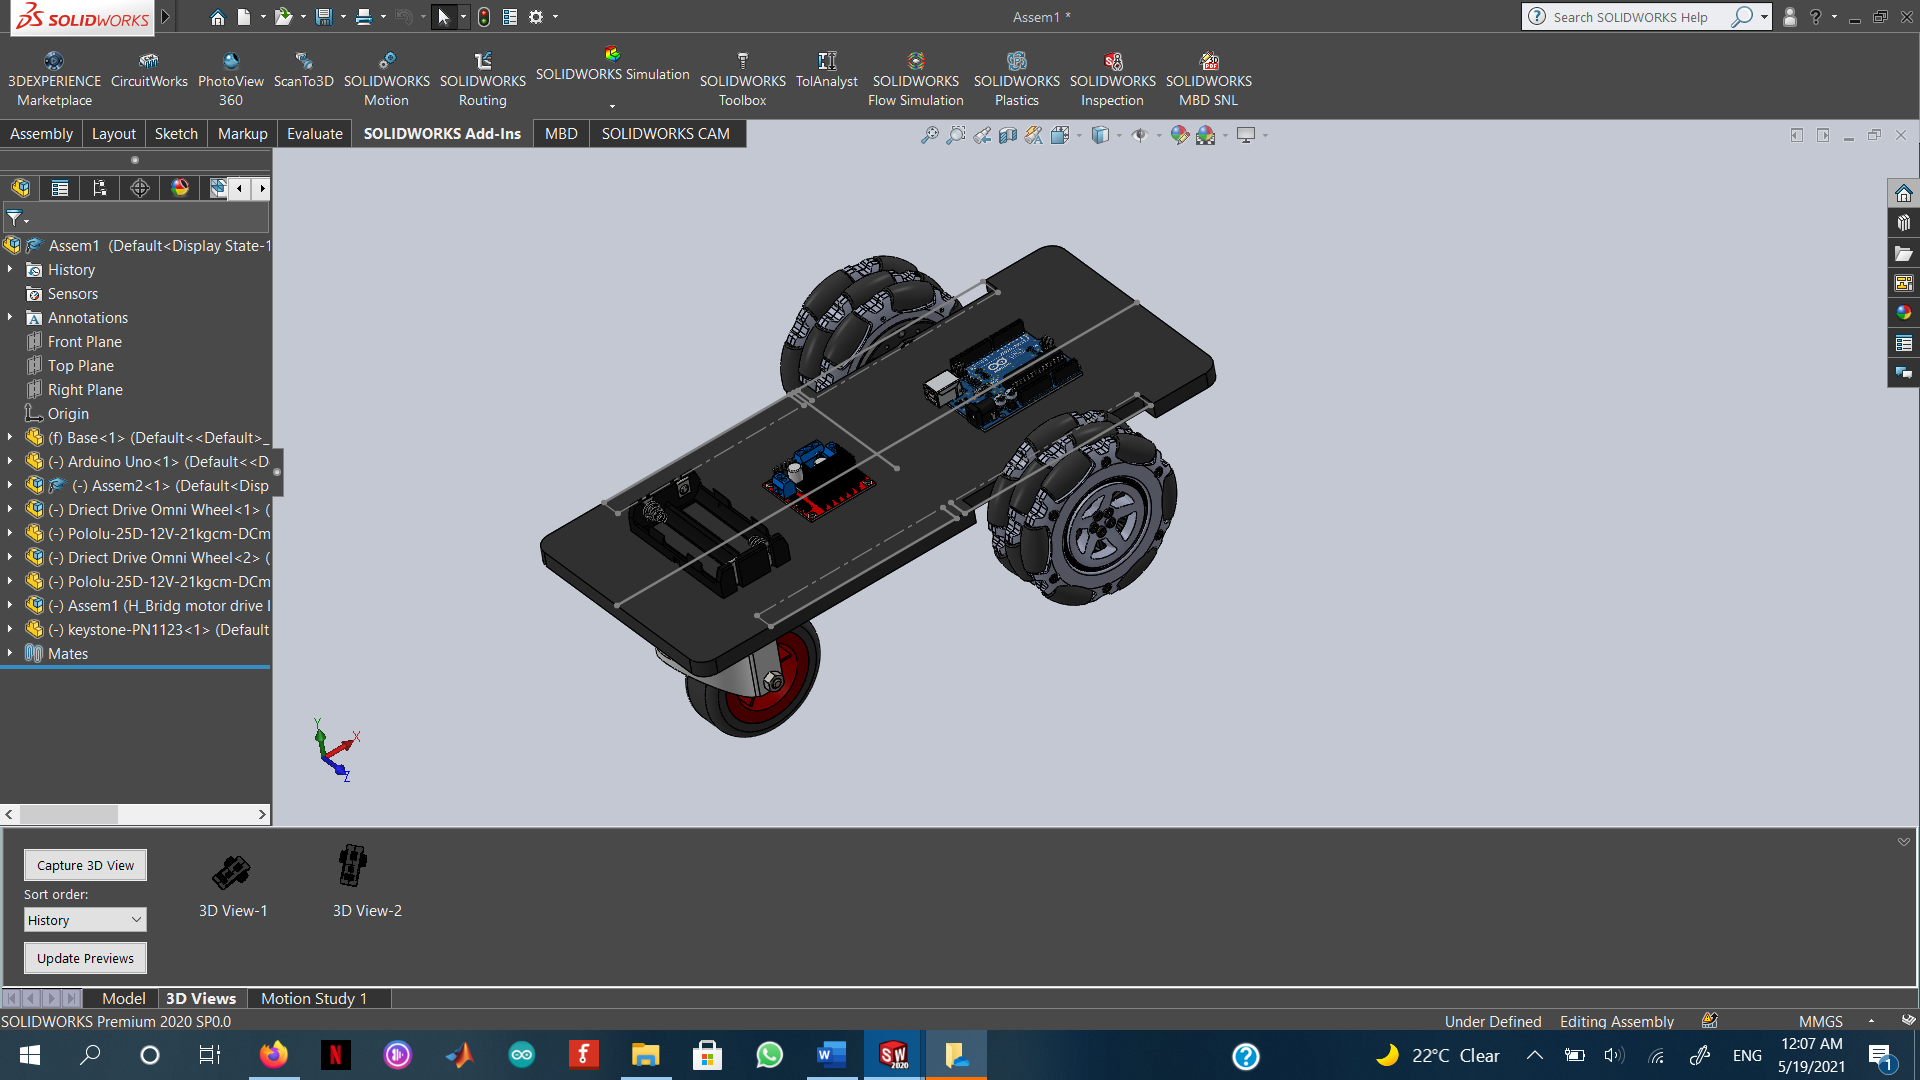 SOLIDWORKS
Assem1 *
Search SOLIDWORKS Help
3DEXPERIENCE Marketplace
CircuitWorks
PhotoView 360
ScanTo3D
SOLIDWORKS Motion
SOLIDWORKS Routing
SOLIDWORKS Simulation
SOLIDWORKS Toolbox
TolAnalyst
SOLIDWORKS Flow Simulation
SOLIDWORKS Plastics
SOLIDWORKS Inspection
SOLIDWORKS MBD SNL
Assembly
Layout
Sketch
Markup
Evaluate
SOLIDWORKS Add-Ins
MBD
SOLIDWORKS CAM
Assem1 (Default<Display State-1
History
Sensors
Annotations
Front Plane
Top Plane
Right Plane
Origin
(f) Base<1> (Default<<Default>_
(-) Arduino Uno<1> (Default<<D
(-) Assem2<1> (Default<Disp
(-) Driect Drive Omni Wheel<1> (
(-) Pololu-25D-12V-21kgcm-DCm
(-) Driect Drive Omni Wheel<2> (
(-) Pololu-25D-12V-21kgcm-DCm
(-) Assem1 (H_Bridg motor drive I
(-) keystone-PN1123<1> (Default
Mates
Y
X
Z
Capture 3D View
Sort order:
History
Update Previews
3D View-1
3D View-2
Model
3D Views
Motion Study 1
SOLIDWORKS Premium 2020 SP0.0
Under Defined
Editing Assembly
MMGS
22°C Clear
ENG
12:07 AM
5/19/2021
1